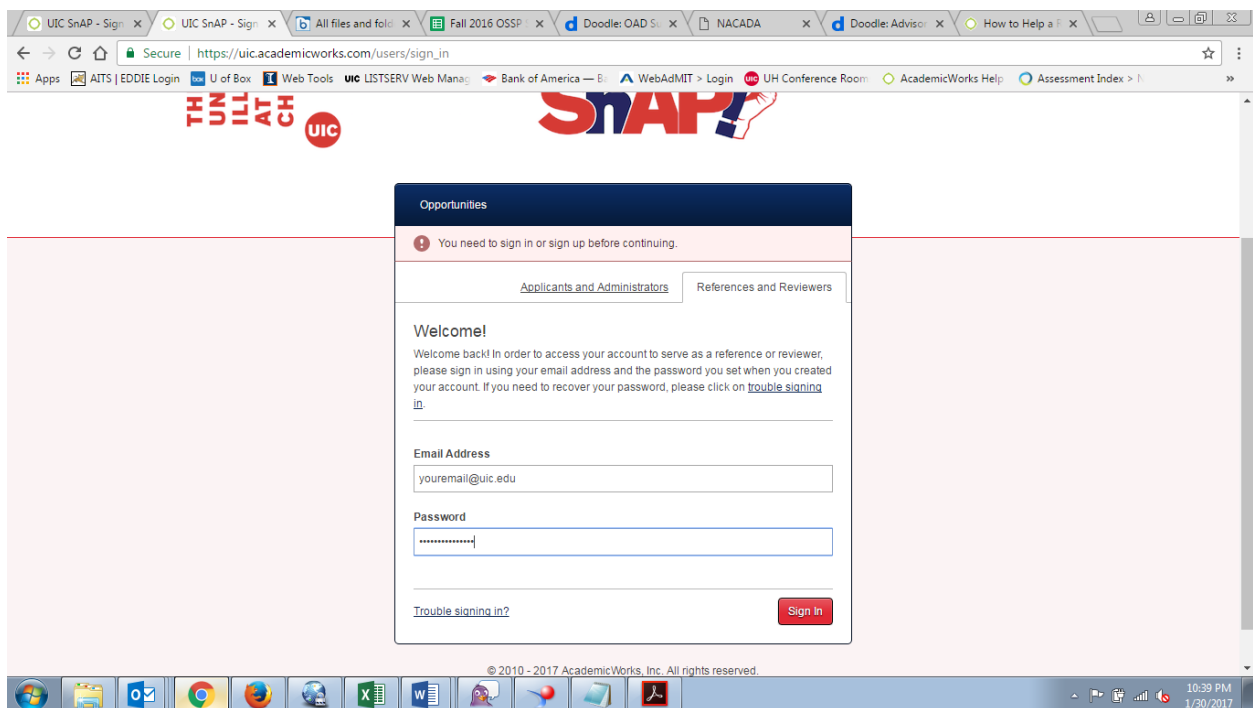 UIC SnAP - Sign
UIC SnAP - Sign
All files and fold
Fall 2016 OSSP
Doodle: OAD Su
NACADA
Doodle: Advisor
How to Help a
Secure | https://uic.academicworks.com/users/sign_in
Apps AITS | EDDIE Login U of Box Web Tools UIC LISTSERV Web Manag Bank of America — B WebAdMIT > Login UH Conference Room AcademicWorks Help Assessment Index >
TH
UN
ILL
AT
CH
UIC
SnAP!
Opportunities
You need to sign in or sign up before continuing.
Applicants and Administrators References and Reviewers
Welcome!
Welcome back! In order to access your account to serve as a reference or reviewer,
please sign in using your email address and the password you set when you created
your account. If you need to recover your password, please click on trouble signing
in.
Email Address
youremail@uic.edu
Password
•••••••••••••••
Trouble signing in? Sign In
© 2010 - 2017 AcademicWorks, Inc. All rights reserved.
10:39 PM
1/30/2017